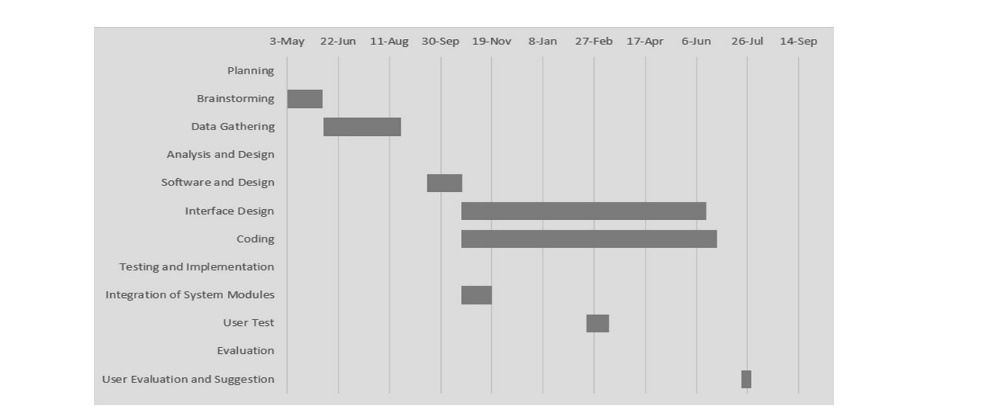 3-May 22-Jun 11-Aug 30-Sep 19-Nov 8-Jan 27-Feb 17-Apr 6-Jun 26-Jul 14-Sep
Planning
Brainstorming
Data Gathering
Analysis and Design
Software and Design
Interface Design
Coding
Testing and Implementation
Integration of System Modules
User Test
Evaluation
User Evaluation and Suggestion